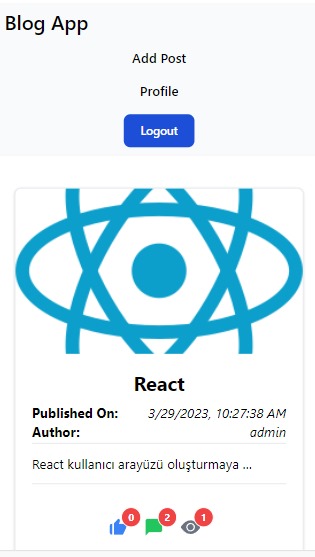 Blog App
Add Post
Profile
Logout
React
Published On: 3/29/2023, 10:27:38 AM
Author: admin
React kullanıcı arayüzü oluşturmaya ...
0 2 1